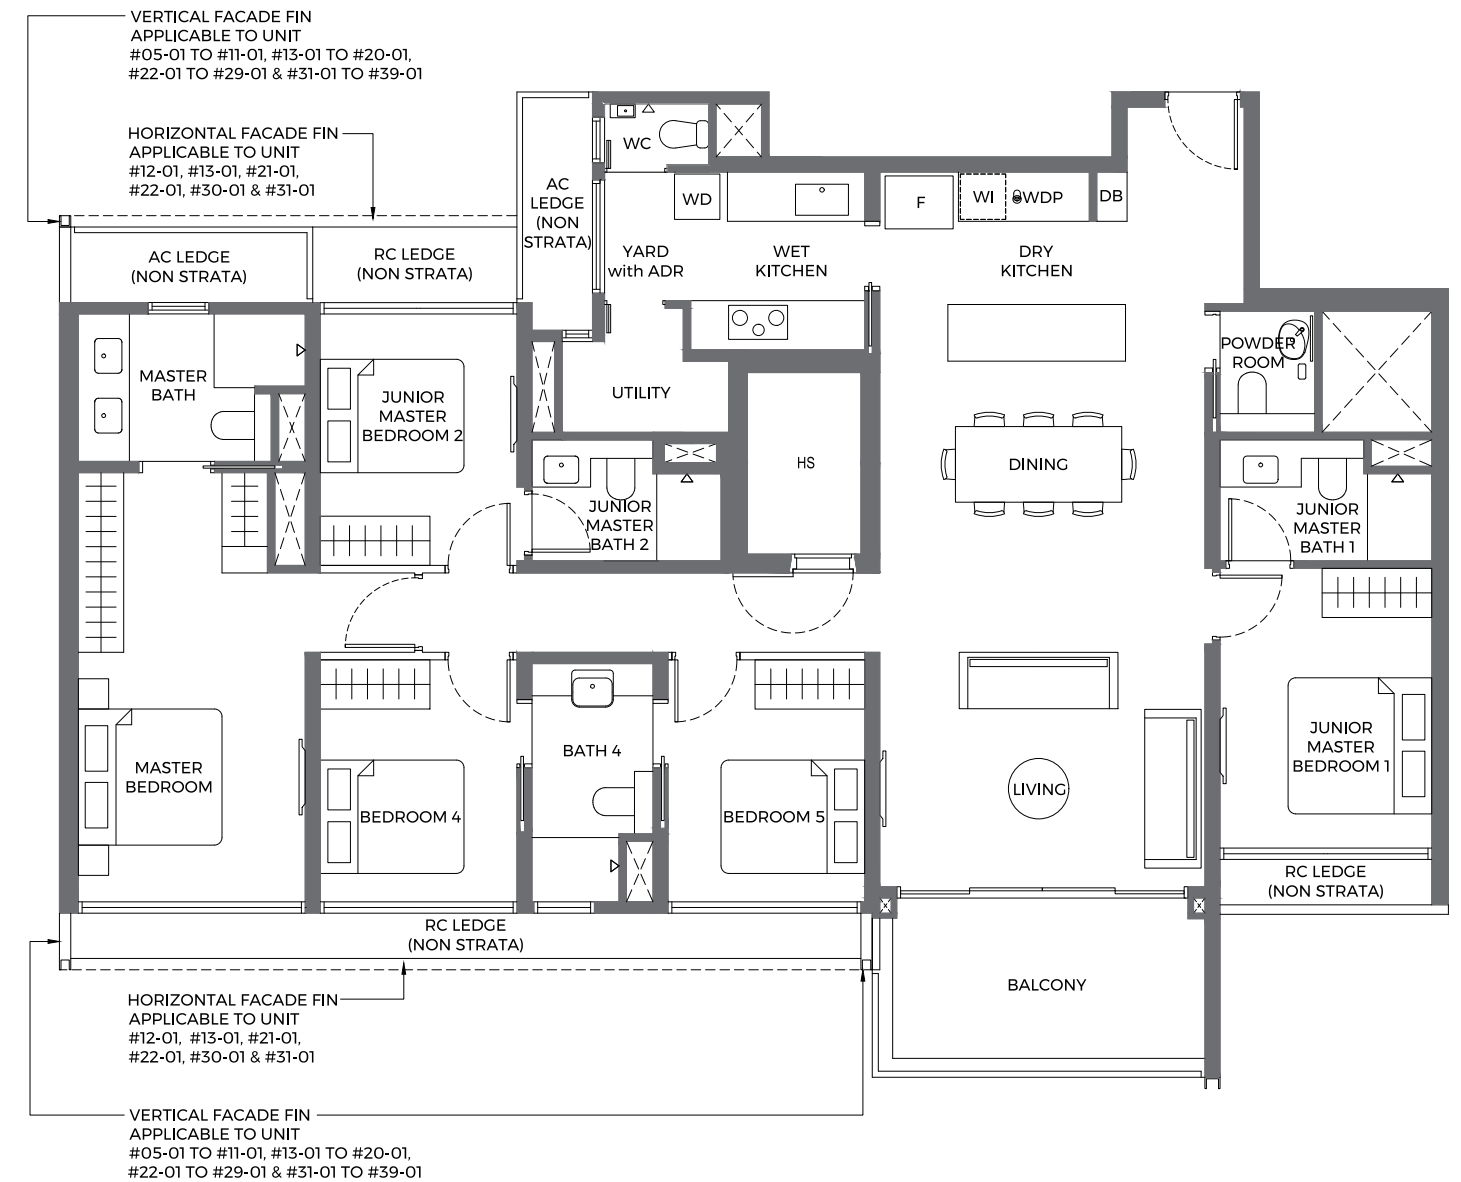 VERTICAL FACADE FIN
APPLICABLE TO UNIT
#05-01 TO #11-01, #13-01 TO #20-01,
#22-01 TO #29-01 & #31-01 TO #39-01
HORIZONTAL FACADE FIN
APPLICABLE TO UNIT
#12-01, #13-01, #21-01,
#22-01, #30-01 & #31-01
AC LEDGE
(NON STRATA)
RC LEDGE
(NON STRATA)
AC
LEDGE
(NON
STRATA)
WC
WD
YARD
with ADR
WET
KITCHEN
F
WI
WDP
DB
DRY
KITCHEN
MASTER
BATH
JUNIOR
MASTER
BEDROOM 2
UTILITY
HS
DINING
POWDER
ROOM
JUNIOR
MASTER
BATH 2
JUNIOR
MASTER
BATH 1
MASTER
BEDROOM
BEDROOM 4
BATH 4
BEDROOM 5
LIVING
JUNIOR
MASTER
BEDROOM 1
RC LEDGE
(NON STRATA)
RC LEDGE
(NON STRATA)
BALCONY
HORIZONTAL FACADE FIN
APPLICABLE TO UNIT
#12-01, #13-01, #21-01,
#22-01, #30-01 & #31-01
VERTICAL FACADE FIN
APPLICABLE TO UNIT
#05-01 TO #11-01, #13-01 TO #20-01,
#22-01 TO #29-01 & #31-01 TO #39-01